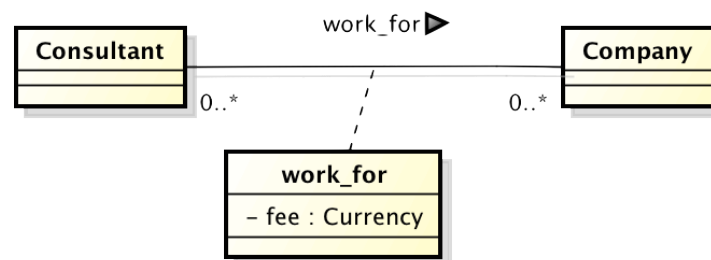 work_for
Consultant
Company
0..*
0..*
work_for
- fee : Currency